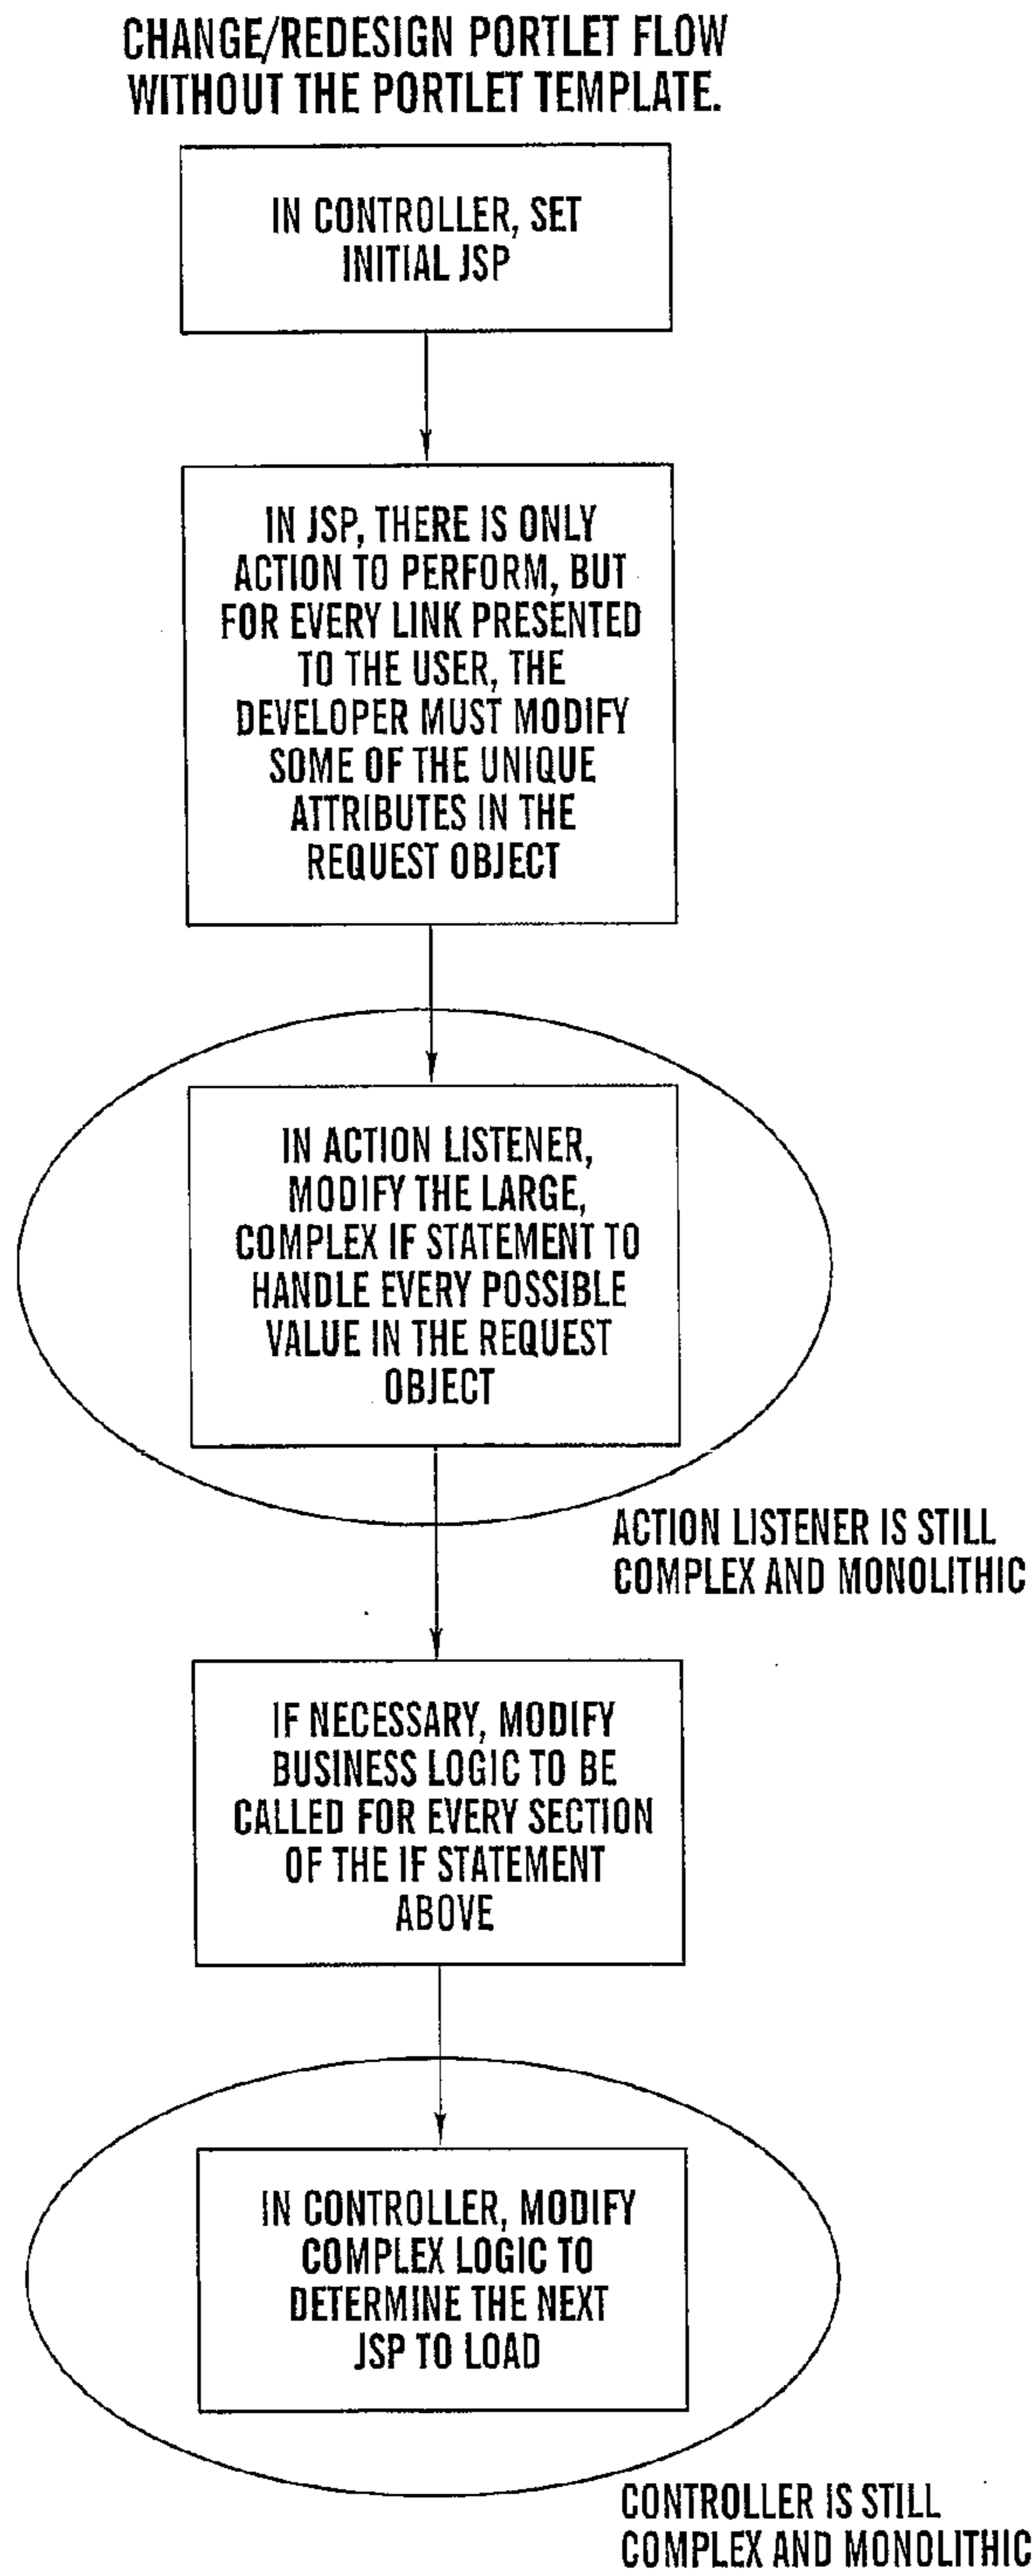 CHANGE/REDESIGN PORTLET FLOW
WITHOUT THE PORTLET TEMPLATE.
IN CONTROLLER, SET
INITIAL JSP
IN JSP, THERE IS ONLY
ACTION TO PERFORM, BUT
FOR EVERY LINK PRESENTED
TO THE USER, THE
DEVELOPER MUST MODIFY
SOME OF THE UNIQUE
ATTRIBUTES IN THE
REQUEST OBJECT
IN ACTION LISTENER,
MODIFY THE LARGE,
COMPLEX IF STATEMENT TO
HANDLE EVERY POSSIBLE
VALUE IN THE REQUEST
OBJECT
ACTION LISTENER IS STILL
COMPLEX AND MONOLITHIC
IF NECESSARY, MODIFY
BUSINESS LOGIC TO BE
CALLED FOR EVERY SECTION
OF THE IF STATEMENT
ABOVE
IN CONTROLLER, MODIFY
COMPLEX LOGIC TO
DETERMINE THE NEXT
JSP TO LOAD
CONTROLLER IS STILL
COMPLEX AND MONOLITHIC